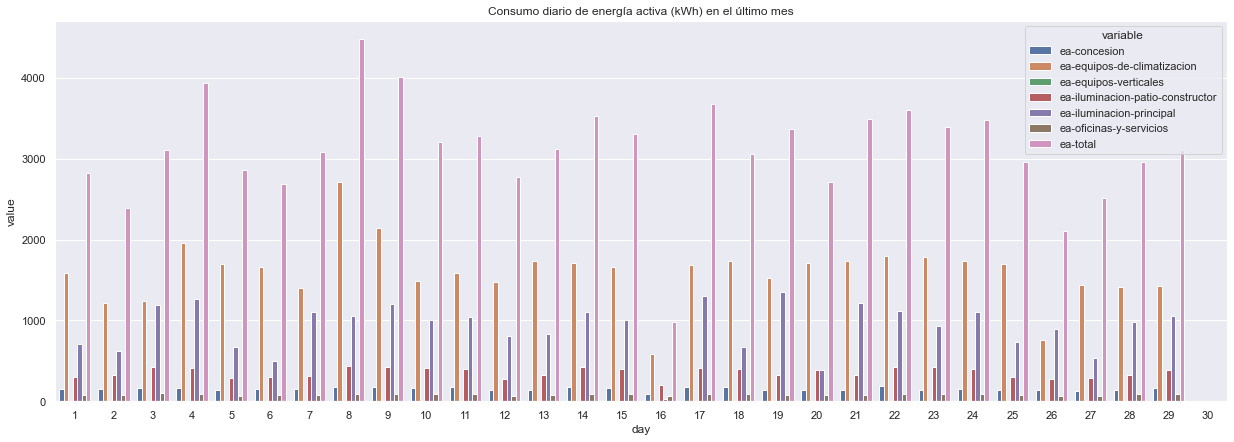 Consumo diario de energía activa (kWh) en el último mes
variable
ea-concesion
ea-equipos-de-climatizacion
ea-equipos-verticales
ea-iluminacion-patio-constructor
ea-iluminacion-principal
ea-oficinas-y-servicios
ea-total
4000
3000
2000
1000
0
value
1 2 3 4 5 6 7 8 9 10 11 12 13 14 15 16 17 18 19 20 21 22 23 24 25 26 27 28 29 30
day